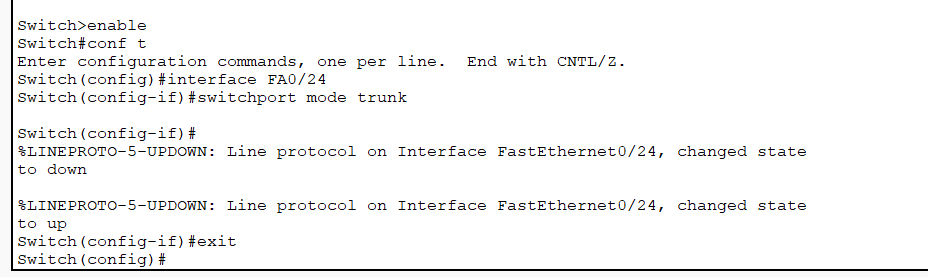 Switch>enable
Switch#conf t
Enter configuration commands, one per line.  End with CNTL/Z.
Switch(config)#interface FA0/24
Switch(config-if)#switchport mode trunk
Switch(config-if)#
%LINEPROTO-5-UPDOWN: Line protocol on Interface FastEthernet0/24, changed state
to down
%LINEPROTO-5-UPDOWN: Line protocol on Interface FastEthernet0/24, changed state
to up
Switch(config-if)#exit
Switch(config)#